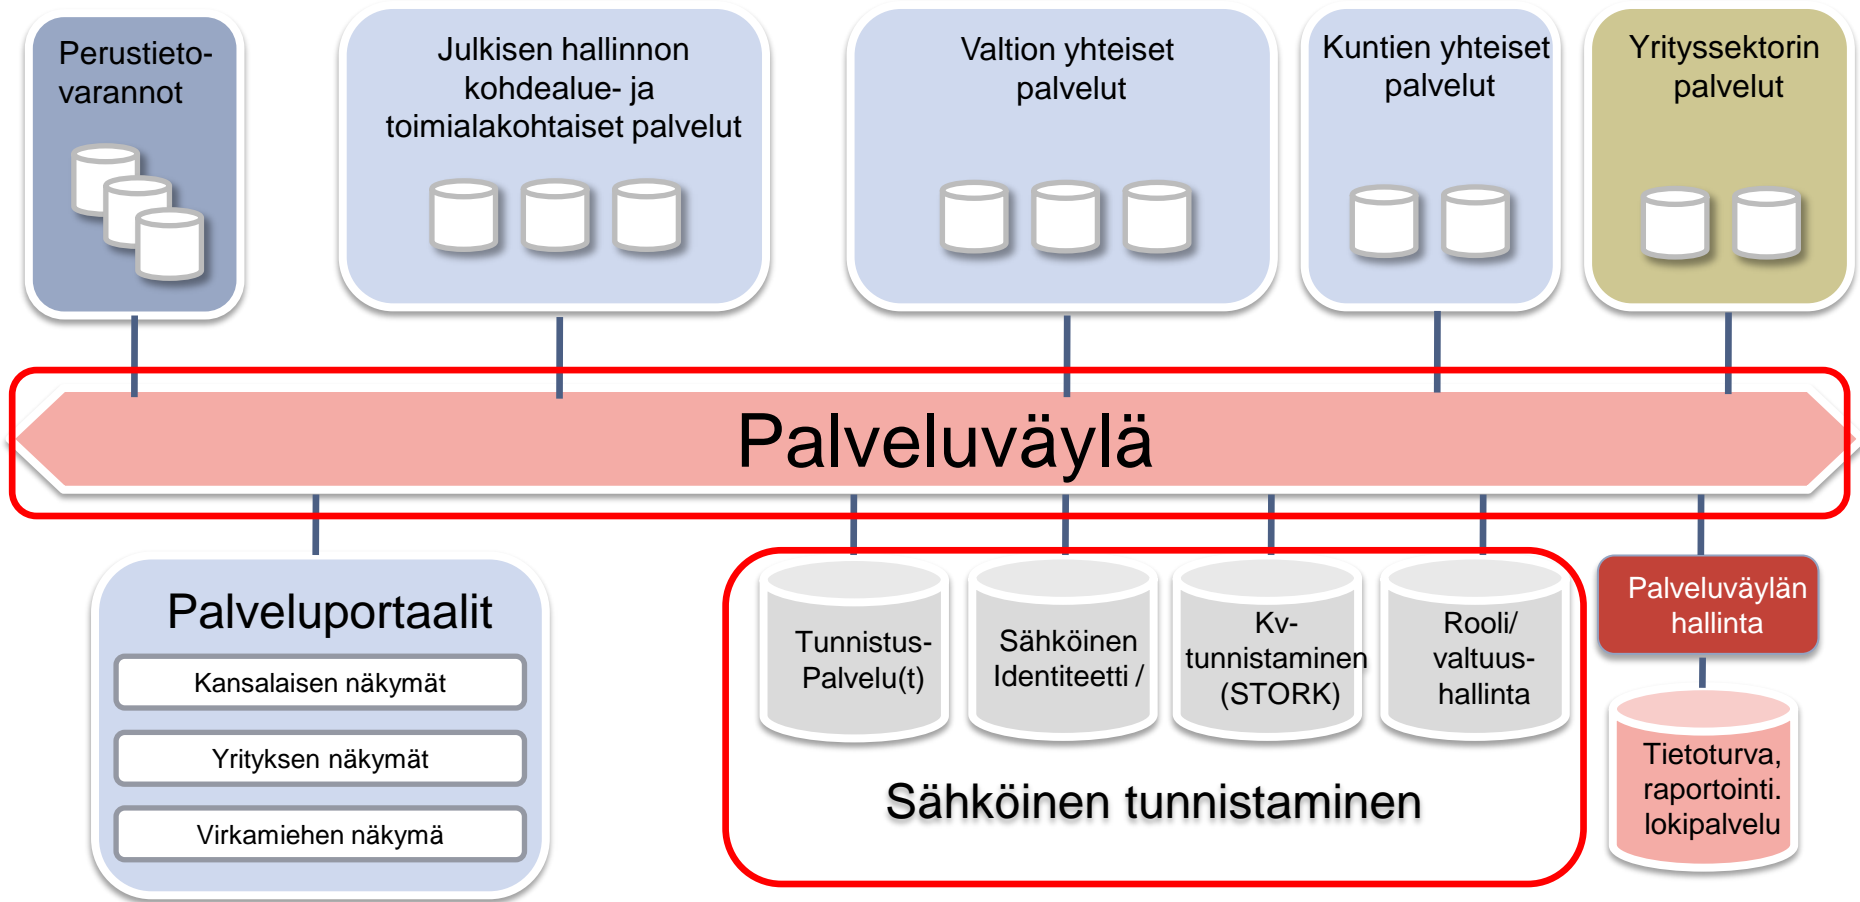 Perustieto-
varannot
Julkisen hallinnon
kohdealue- ja
toimialakohtaiset palvelut
Valtion yhteiset
palvelut
Kuntien yhteiset
palvelut
Yrityssektorin
palvelut
Palveluväylä
Palveluportaalit
Kansalaisen näkymät
Yrityksen näkymät
Virkamiehen näkymä
Tunnistus-
Palvelu(t)
Sähköinen
Identiteetti /
Kv-
tunnistaminen
(STORK)
Rooli/
valtuus-
hallinta
Sähköinen tunnistaminen
Palveluväylän
hallinta
Tietoturva,
raportointi.
lokipalvelu